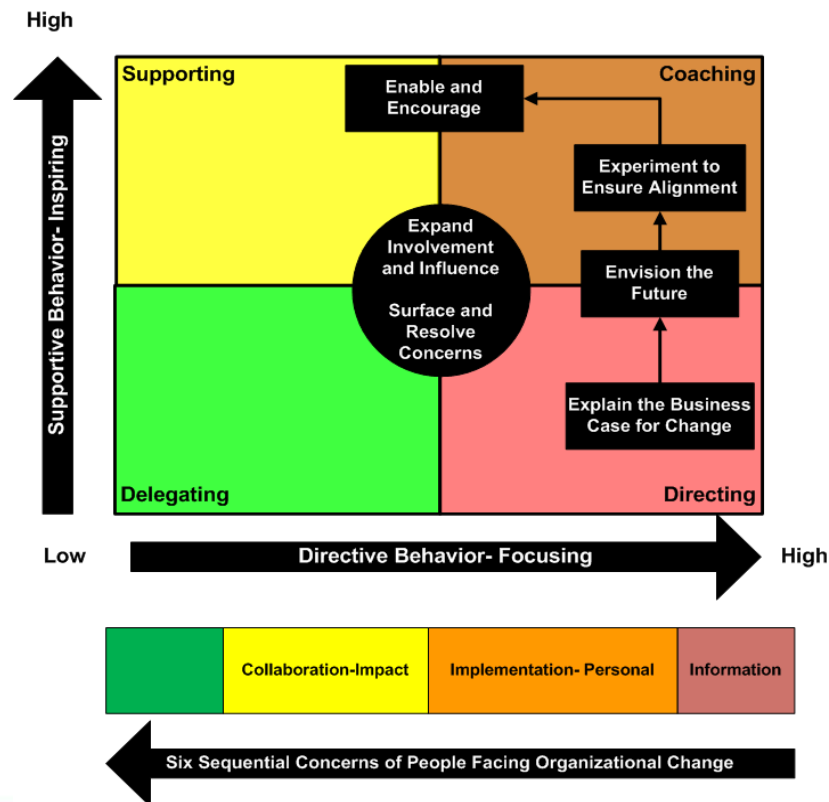 High
Supporting
Coaching
Enable and
Encourage
Experiment to
Ensure Alignment
Expand
Involvement
and Influence
Surface and
Resolve
Concerns
Envision the
Future
Explain the Business
Case for Change
Delegating
Directing
Supportive Behavior- Inspiring
Low
Directive Behavior- Focusing
High
Collaboration-Impact
Implementation- Personal
Information
Six Sequential Concerns of People Facing Organizational Change